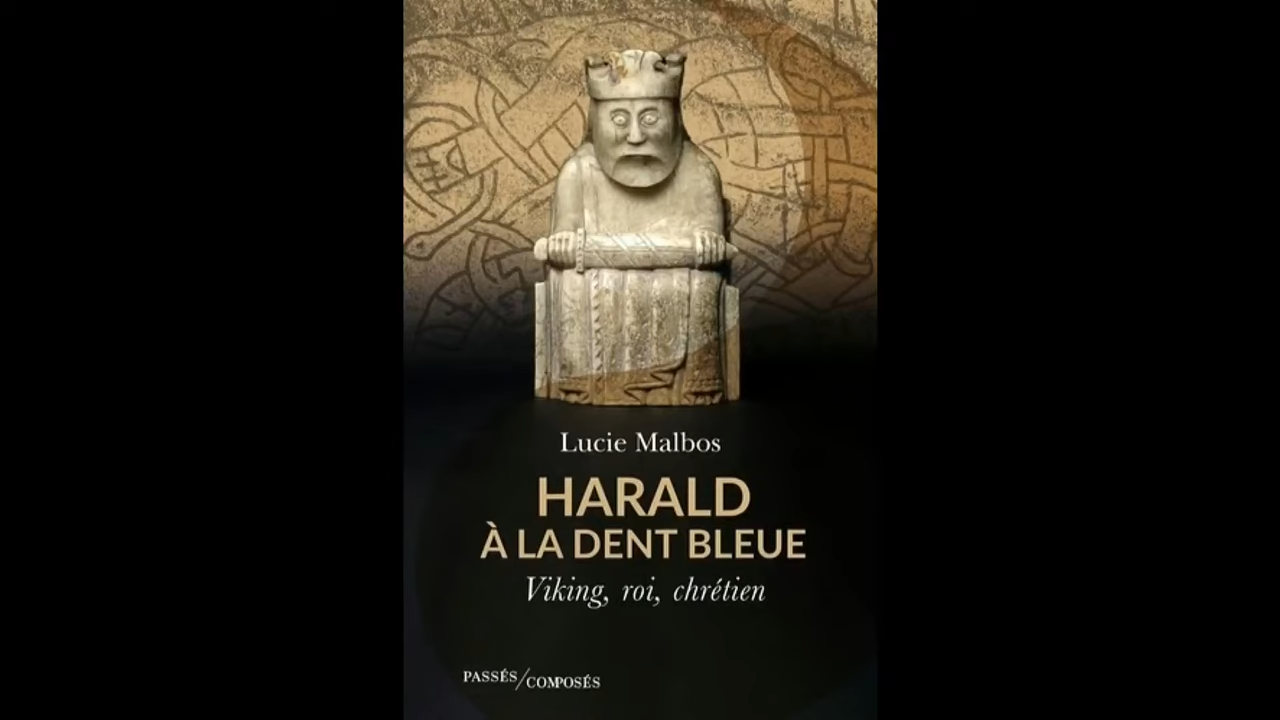 Lucie Malbos
HARALD
À LA DENT BLEUE
Viking, roi, chrétien
PASSÉS/COMPOSÉS